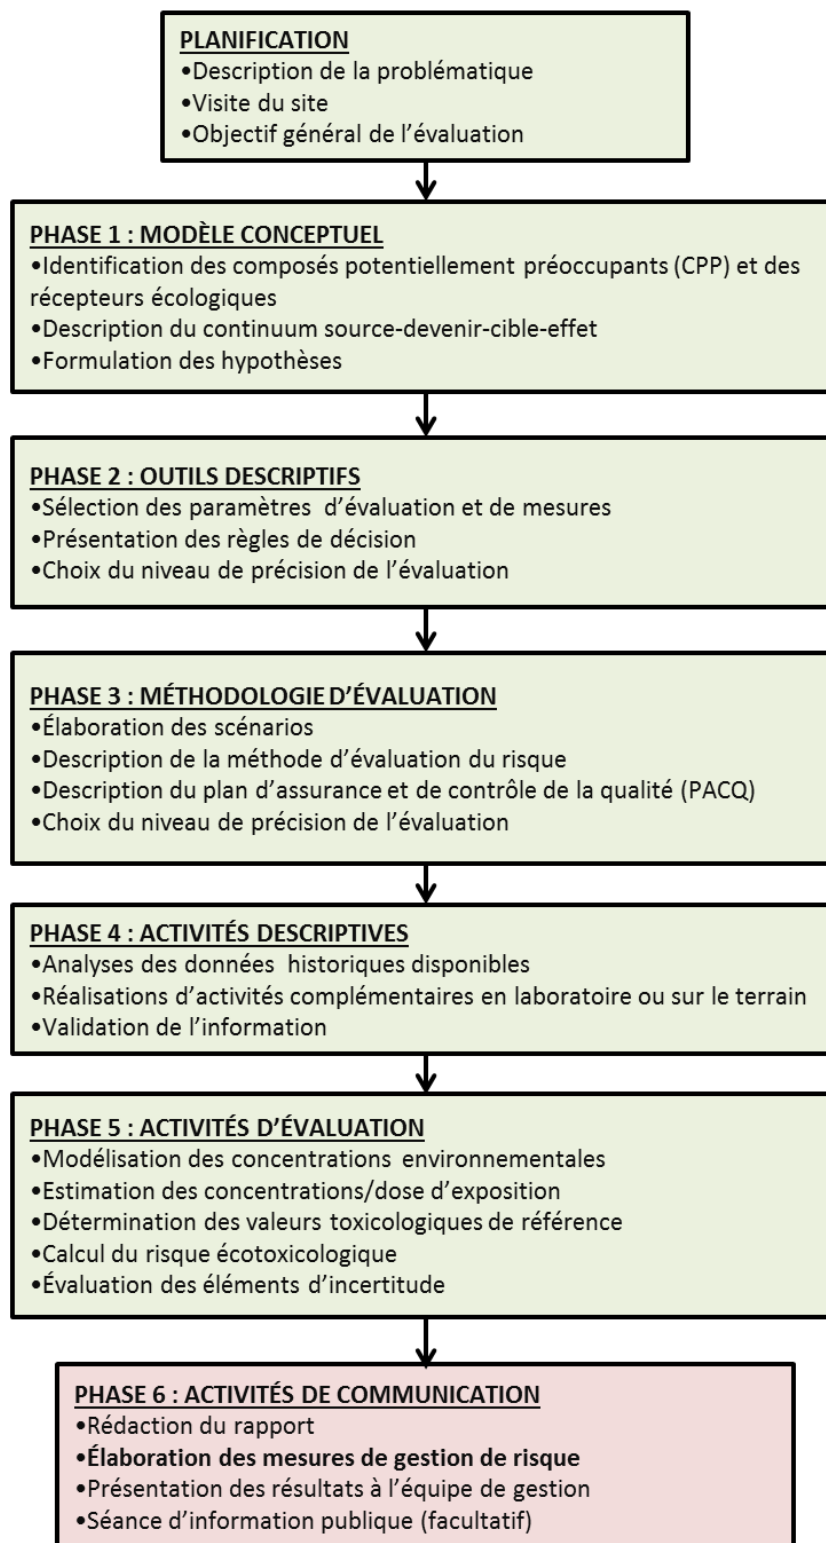 PLANIFICATION
•Description de la problématique
•Visite du site
•Objectif général de l’évaluation
PHASE 1 : MODÈLE CONCEPTUEL
•Identification des composés potentiellement préoccupants (CPP) et des
récepteurs écologiques
•Description du continuum source-devenir-cible-effet
•Formulation des hypothèses
PHASE 2 : OUTILS DESCRIPTIFS
•Sélection des paramètres d’évaluation et de mesures
•Présentation des règles de décision
•Choix du niveau de précision de l’évaluation
PHASE 3 : MÉTHODOLOGIE D’ÉVALUATION
•Élaboration des scénarios
•Description de la méthode d’évaluation du risque
•Description du plan d’assurance et de contrôle de la qualité (PACQ)
•Choix du niveau de précision de l’évaluation
PHASE 4 : ACTIVITÉS DESCRIPTIVES
•Analyses des données historiques disponibles
•Réalisations d’activités complémentaires en laboratoire ou sur le terrain
•Validation de l’information
PHASE 5 : ACTIVITÉS D’ÉVALUATION
•Modélisation des concentrations environnementales
•Estimation des concentrations/dose d’exposition
•Détermination des valeurs toxicologiques de référence
•Calcul du risque écotoxicologique
•Évaluation des éléments d’incertitude
PHASE 6 : ACTIVITÉS DE COMMUNICATION
•Rédaction du rapport
•Élaboration des mesures de gestion de risque
•Présentation des résultats à l’équipe de gestion
•Séance d’information publique (facultatif)